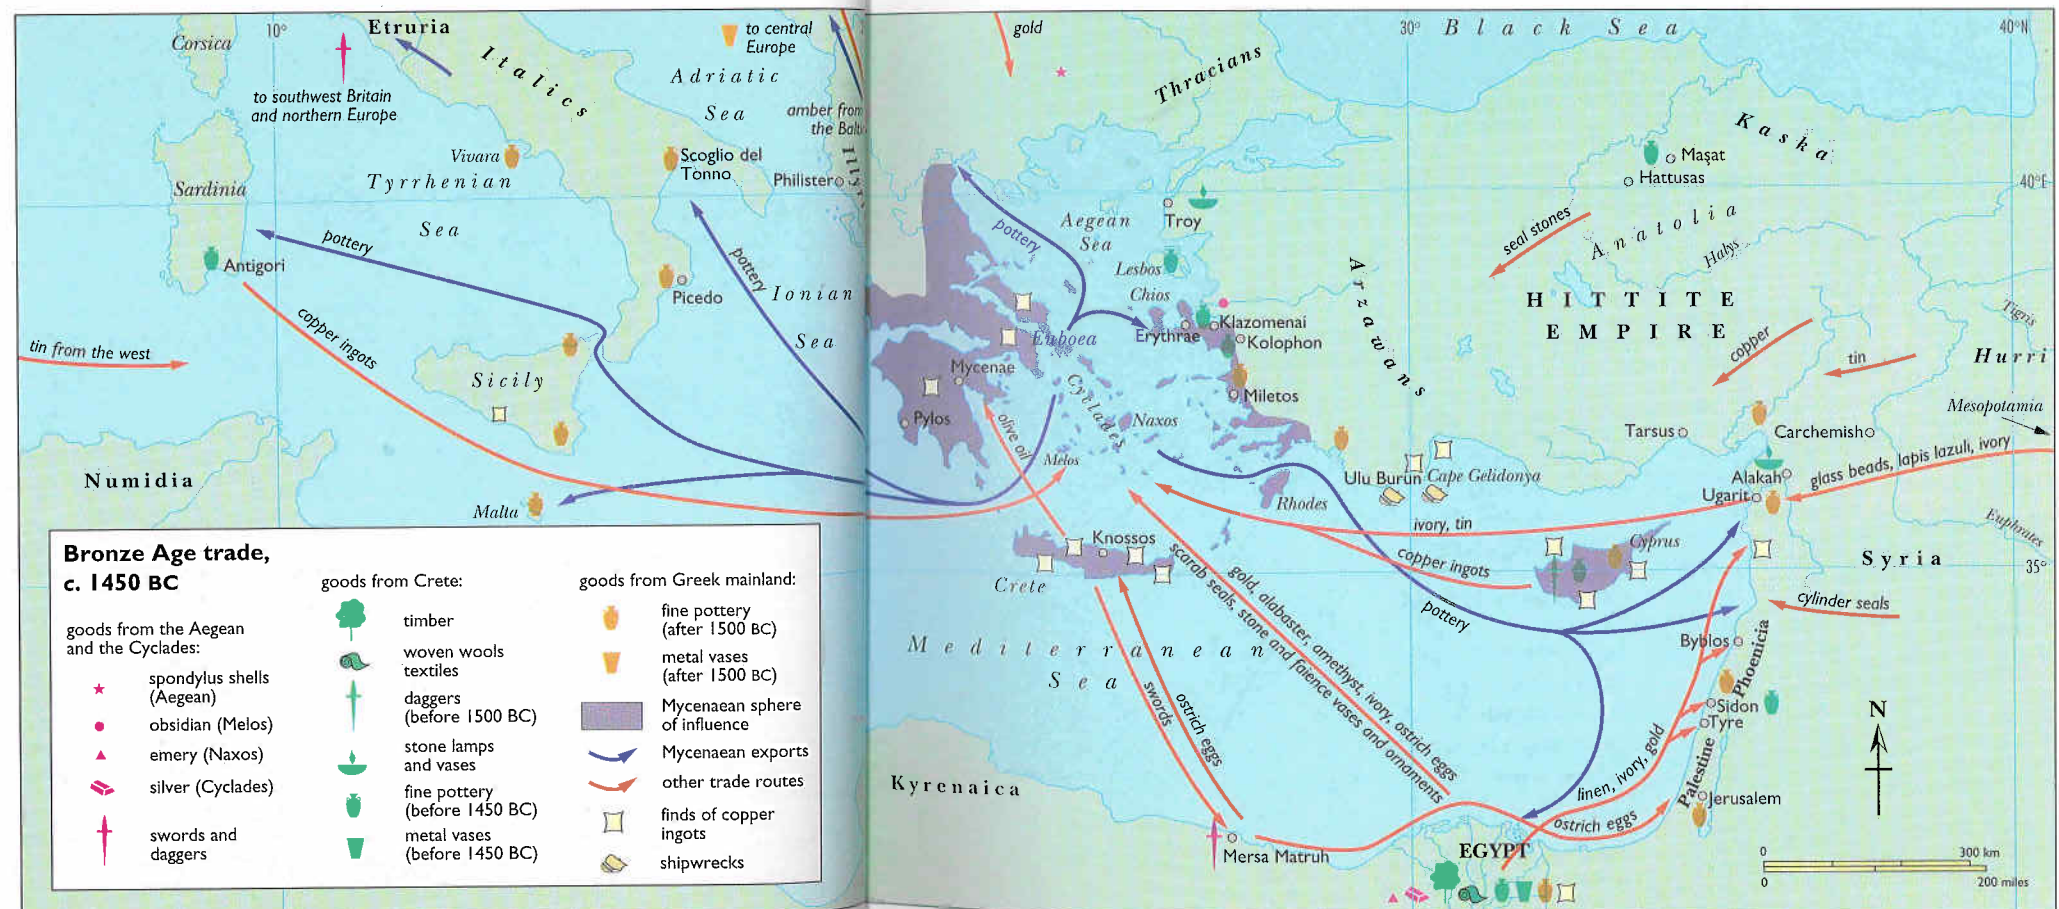 Corsica
10°
Etruria
Italics
to southwest Britain
and northern Europe
to central
Europe
Adriatic
Sea
amber from
the Balt
Illyri
Vivara
Tyrrhenian
Sea
Scoglio del
Tonno
Philistero
Sardinia
Antigori
pottery
pottery
Picedo
Ionian
Sea
copper ingots
tin from the west
Sicily
Numidia
Malta
gold
Thracians
30°
Black Sea
40°N
Kaska
Maşat
Hattusas
40°E
Troy
Aegean
Sea
pottery
Lesbos
Chios
seal stones
Anatolia
Halys
HITTITE
EMPIRE
Arzawans
Tigris
Hurri
Euboea
Erythrae
Klazomenai
Kolophon
copper
tin
Mycenae
Pylos
Cyclades
Naxos
Miletos
Mesopotamia
olive oil
Melos
Tarsus
Carchemish
Ulu Burun
Cape Gelidonya
Alakah
Ugarit
glass beads, lapis lazuli, ivory
Rhodes
ivory, tin
Euphrates
Knossos
Crete
copper ingots
Cyprus
Syria
35°
pottery
cylinder seals
Mediterranean
Sea
scarab seals, stone and faience vases and ornaments
gold, alabaster, amethyst, ivory, ostrich eggs
Byblos
Phoenicia
swords
ostrich eggs
Sidon
Tyre
linen, ivory, gold
Palestine
N
Kyrenaica
Jerusalem
ostrich eggs
Mersa Matruh
EGYPT
0 300 km
0 200 miles
Bronze Age trade,
c. 1450 BC
goods from the Aegean
and the Cyclades:
spondylus shells
(Aegean)
obsidian (Melos)
emery (Naxos)
silver (Cyclades)
swords and
daggers
goods from Crete:
timber
woven wools
textiles
daggers
(before 1500 BC)
stone lamps
and vases
fine pottery
(before 1450 BC)
metal vases
(before 1450 BC)
goods from Greek mainland:
fine pottery
(after 1500 BC)
metal vases
(after 1500 BC)
Mycenaean sphere
of influence
Mycenaean exports
other trade routes
finds of copper
ingots
shipwrecks